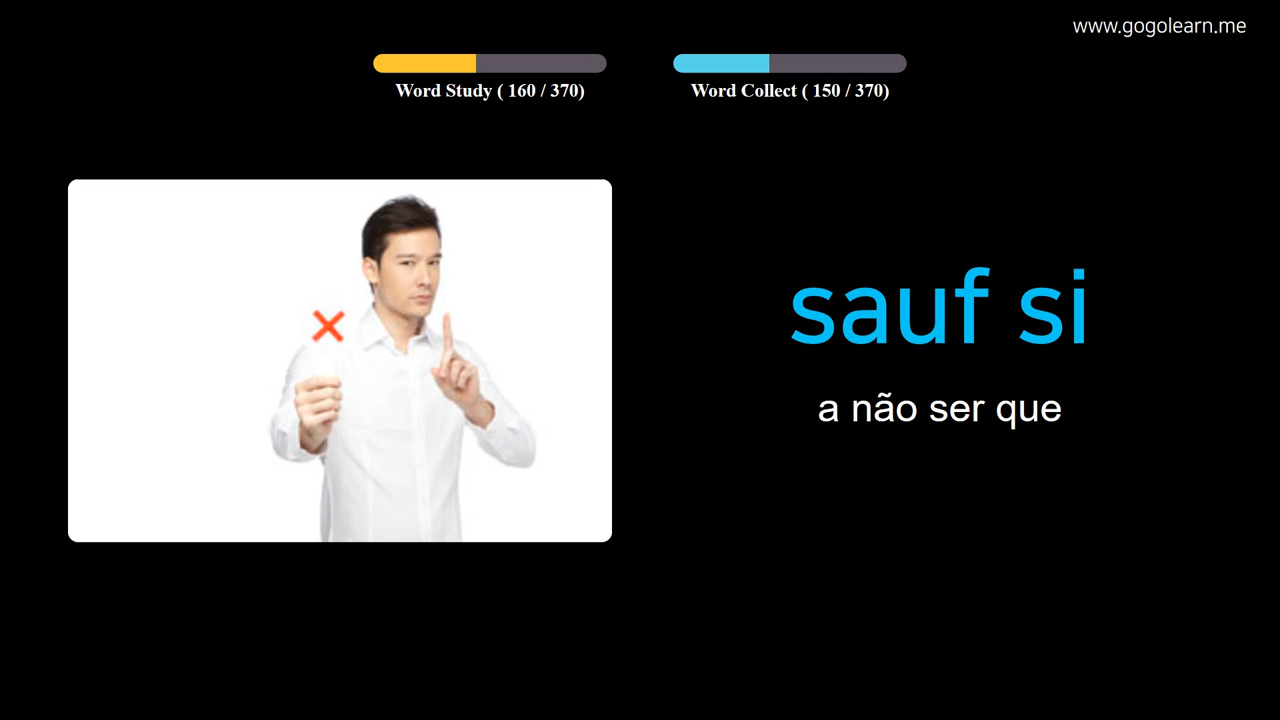 www.gogolearn.me
Word Study ( 160 / 370)
Word Collect ( 150 / 370)
sauf si
a não ser que